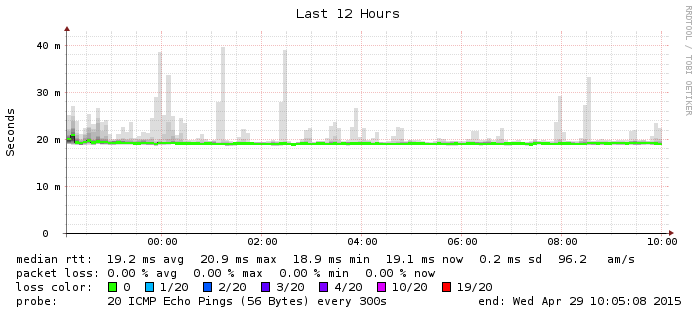 Last 12 Hours
RRDTOOL / TOBI OETIKER
Seconds
40 m
30 m
20 m
10 m
0
00:00 02:00 04:00 06:00 08:00 10:00
median rtt: 19.2 ms avg 20.9 ms max 18.9 ms min 19.1 ms now 0.2 ms sd 96.2 am/s
packet loss: 0.00 % avg 0.00 % max 0.00 % min 0.00 % now
loss color: 0 1/20 2/20 3/20 4/20 10/20 19/20
probe: 20 ICMP Echo Pings (56 Bytes) every 300s end: Wed Apr 29 10:05:08 2015